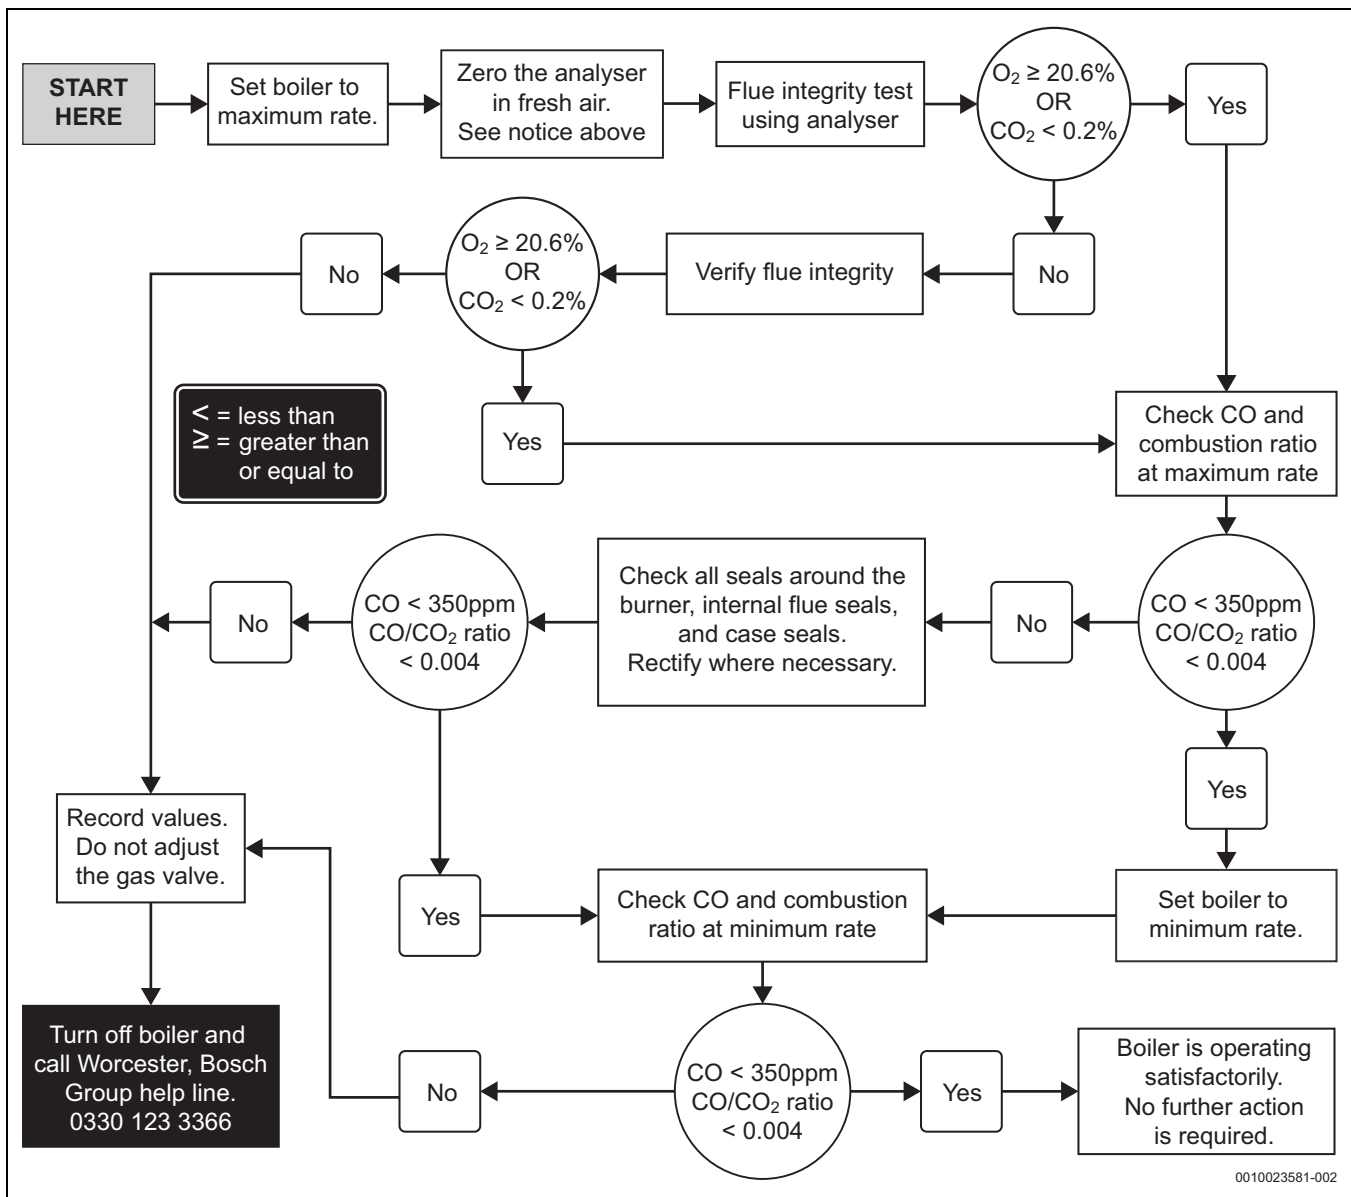 START
HERE
Set boiler to
maximum rate.
Zero the analyser
in fresh air.
See notice above
Flue integrity test
using analyser
O₂ ≥ 20.6%
OR
CO₂ < 0.2%
Yes
No
Verify flue integrity
O₂ ≥ 20.6%
OR
CO₂ < 0.2%
No
Yes
< = less than
≥ = greater than
or equal to
Check CO and
combustion ratio
at maximum rate
CO < 350ppm
CO/CO₂ ratio
< 0.004
No
Check all seals around the
burner, internal flue seals,
and case seals.
Rectify where necessary.
CO < 350ppm
CO/CO₂ ratio
< 0.004
No
Yes
Set boiler to
minimum rate.
Yes
Check CO and combustion
ratio at minimum rate
Record values.
Do not adjust
the gas valve.
Turn off boiler and
call Worcester, Bosch
Group help line.
0330 123 3366
No
CO < 350ppm
CO/CO₂ ratio
< 0.004
Yes
Boiler is operating
satisfactorily.
No further action
is required.
0010023581-002